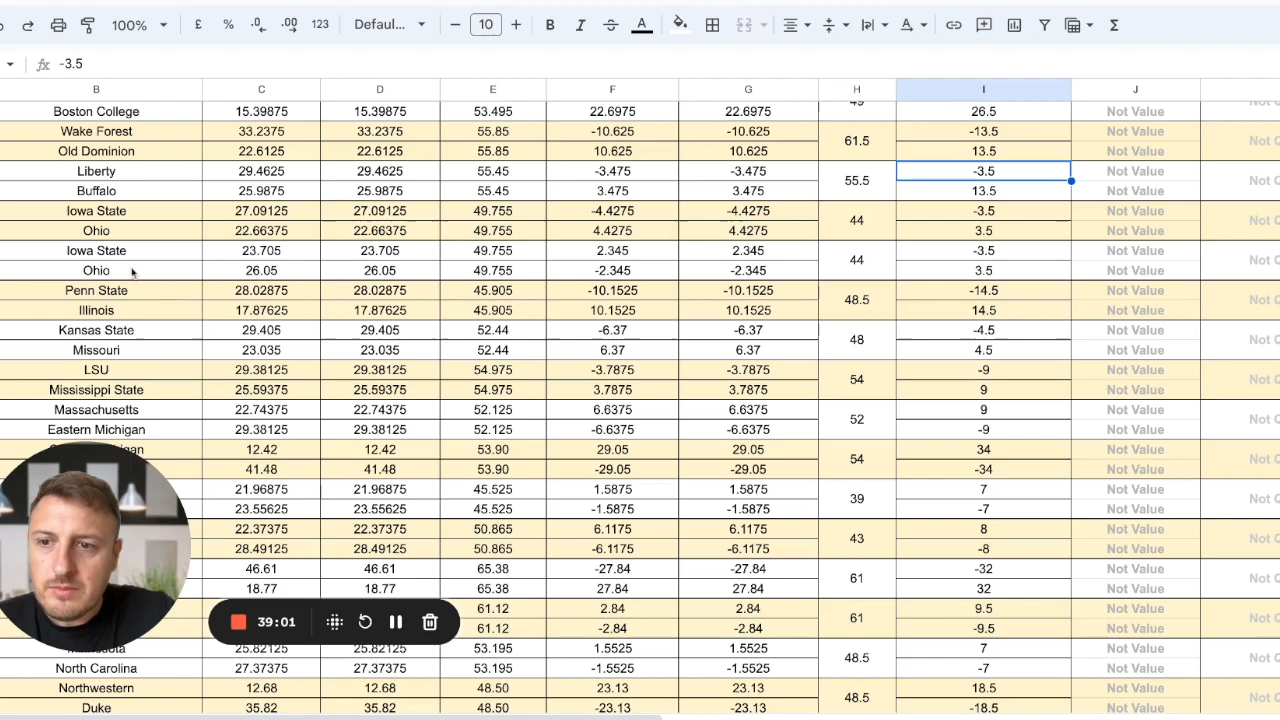 100% £ % .0 .00 123 Defaul... − 10 + B I S A Σ
fx -3.5
B C D E F G H I J
Boston College 15.39875 15.39875 53.495 22.6975 22.6975 49 26.5 Not Value
Wake Forest 33.2375 33.2375 55.85 -10.625 -10.625 61.5 -13.5 Not Value Not Q
Old Dominion 22.6125 22.6125 55.85 10.625 10.625 13.5 Not Value
Liberty 29.4625 29.4625 55.45 -3.475 -3.475 55.5 -3.5 Not Value Not Q
Buffalo 25.9875 25.9875 55.45 3.475 3.475 13.5 Not Value
Iowa State 27.09125 27.09125 49.755 -4.4275 -4.4275 44 -3.5 Not Value Not Q
Ohio 22.66375 22.66375 49.755 4.4275 4.4275 3.5 Not Value
Iowa State 23.705 23.705 49.755 2.345 2.345 44 -3.5 Not Value Not Q
Ohio 26.05 26.05 49.755 -2.345 -2.345 3.5 Not Value
Penn State 28.02875 28.02875 45.905 -10.1525 -10.1525 48.5 -14.5 Not Value Not Q
Illinois 17.87625 17.87625 45.905 10.1525 10.1525 14.5 Not Value
Kansas State 29.405 29.405 52.44 -6.37 -6.37 48 -4.5 Not Value Not Q
Missouri 23.035 23.035 52.44 6.37 6.37 4.5 Not Value
LSU 29.38125 29.38125 54.975 -3.7875 -3.7875 54 -9 Not Value Not Q
Mississippi State 25.59375 25.59375 54.975 3.7875 3.7875 9 Not Value
Massachusetts 22.74375 22.74375 52.125 6.6375 6.6375 52 9 Not Value Not Q
Eastern Michigan 29.38125 29.38125 52.125 -6.6375 -6.6375 -9 Not Value
12.42 12.42 53.90 29.05 29.05 54 34 Not Value Not Q
41.48 41.48 53.90 -29.05 -29.05 -34 Not Value
21.96875 21.96875 45.525 1.5875 1.5875 39 7 Not Value Not Q
23.55625 23.55625 45.525 -1.5875 -1.5875 -7 Not Value
22.37375 22.37375 50.865 6.1175 6.1175 43 8 Not Value Not Q
28.49125 28.49125 50.865 -6.1175 -6.1175 -8 Not Value
46.61 46.61 65.38 -27.84 -27.84 61 -32 Not Value Not Q
18.77 18.77 65.38 27.84 27.84 32 Not Value
61.12 2.84 2.84 61 9.5 Not Value Not Q
39:01 61.12 -2.84 -2.84 -9.5 Not Value
Minnesota 25.82125 25.82125 53.195 1.5525 1.5525 48.5 7 Not Value Not Q
North Carolina 27.37375 27.37375 53.195 -1.5525 -1.5525 -7 Not Value
Northwestern 12.68 12.68 48.50 23.13 23.13 48.5 18.5 Not Value Not Q
Duke 35.82 35.82 48.50 -23.13 -23.13 -18.5 Not Value